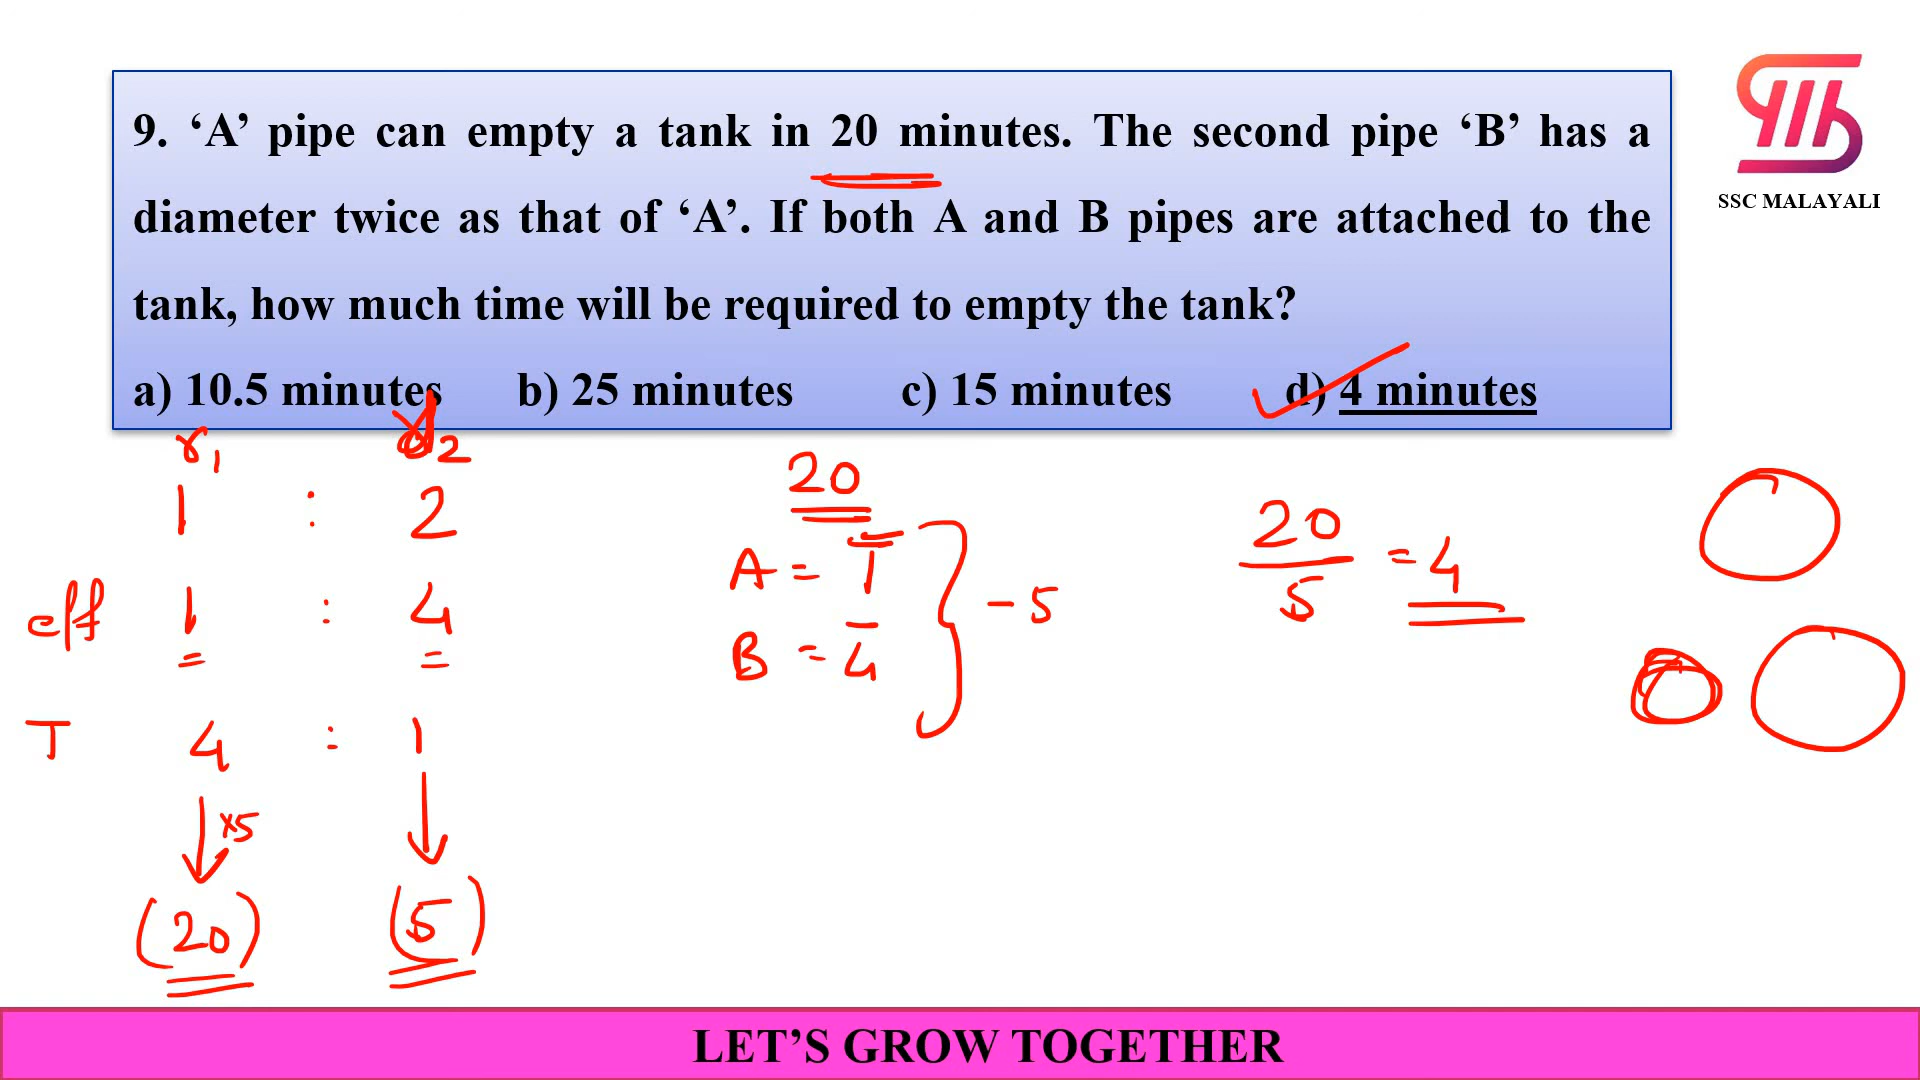 9. ‘A’ pipe can empty a tank in 20 minutes. The second pipe ‘B’ has a
diameter twice as that of ‘A’. If both A and B pipes are attached to the
tank, how much time will be required to empty the tank?
a) 10.5 minutes b) 25 minutes c) 15 minutes d) 4 minutes
SSC MALAYALI
r1 2
1 : 2
eff 1 : 4
= =
T 4 : 1
×5
(20) (5)
20
A = 1
B = 4
- 5
20/5 = 4
LET’S GROW TOGETHER